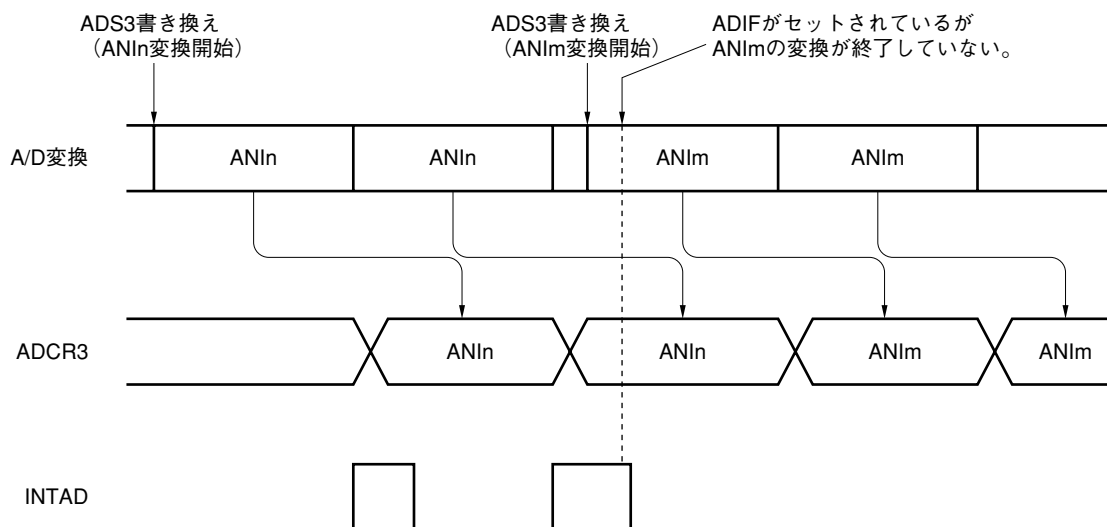 ADS3書き換え
（ANIn変換開始）
ADS3書き換え
（ANIm変換開始）
ADIFがセットされているが
ANImの変換が終了していない。
A/D変換
ANIn
ANIn
ANIm
ANIm
ADCR3
ANIn
ANIn
ANIm
ANIm
INTAD